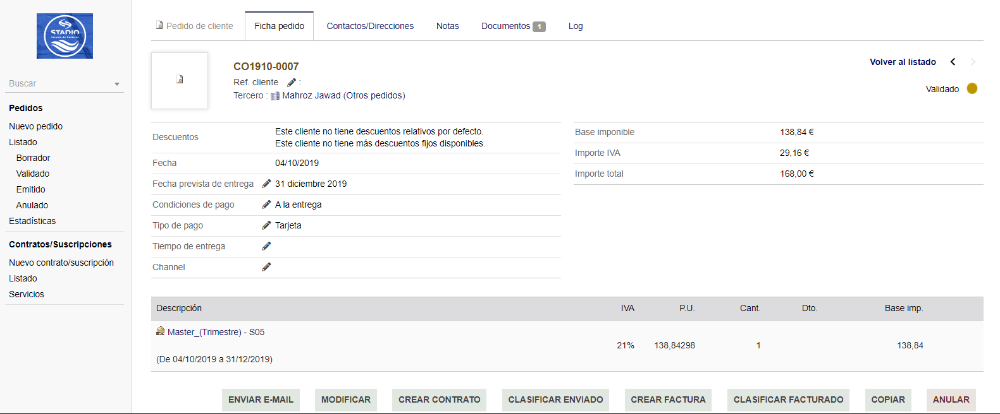 STADIO
Escuela de Natación
Buscar
Pedidos
Nuevo pedido
Listado
Borrador
Validado
Emitido
Anulado
Estadísticas
Contratos/Suscripciones
Nuevo contrato/suscripción
Listado
Servicios
Pedido de cliente
Ficha pedido
Contactos/Direcciones
Notas
Documentos 1
Log
CO1910-0007
Ref. cliente :
Tercero : Mahroz Jawad (Otros pedidos)
Volver al listado
Validado
Descuentos
Este cliente no tiene descuentos relativos por defecto.
Este cliente no tiene más descuentos fijos disponibles.
Fecha 04/10/2019
Fecha prevista de entrega 31 diciembre 2019
Condiciones de pago A la entrega
Tipo de pago Tarjeta
Tiempo de entrega
Channel
Base imponible 138,84 €
Importe IVA 29,16 €
Importe total 168,00 €
Descripción IVA P.U. Cant. Dto. Base imp.
Master_(Trimestre) - S05
21% 138,84298 1 138,84
(De 04/10/2019 a 31/12/2019)
ENVIAR E-MAIL MODIFICAR CREAR CONTRATO CLASIFICAR ENVIADO CREAR FACTURA CLASIFICAR FACTURADO COPIAR ANULAR